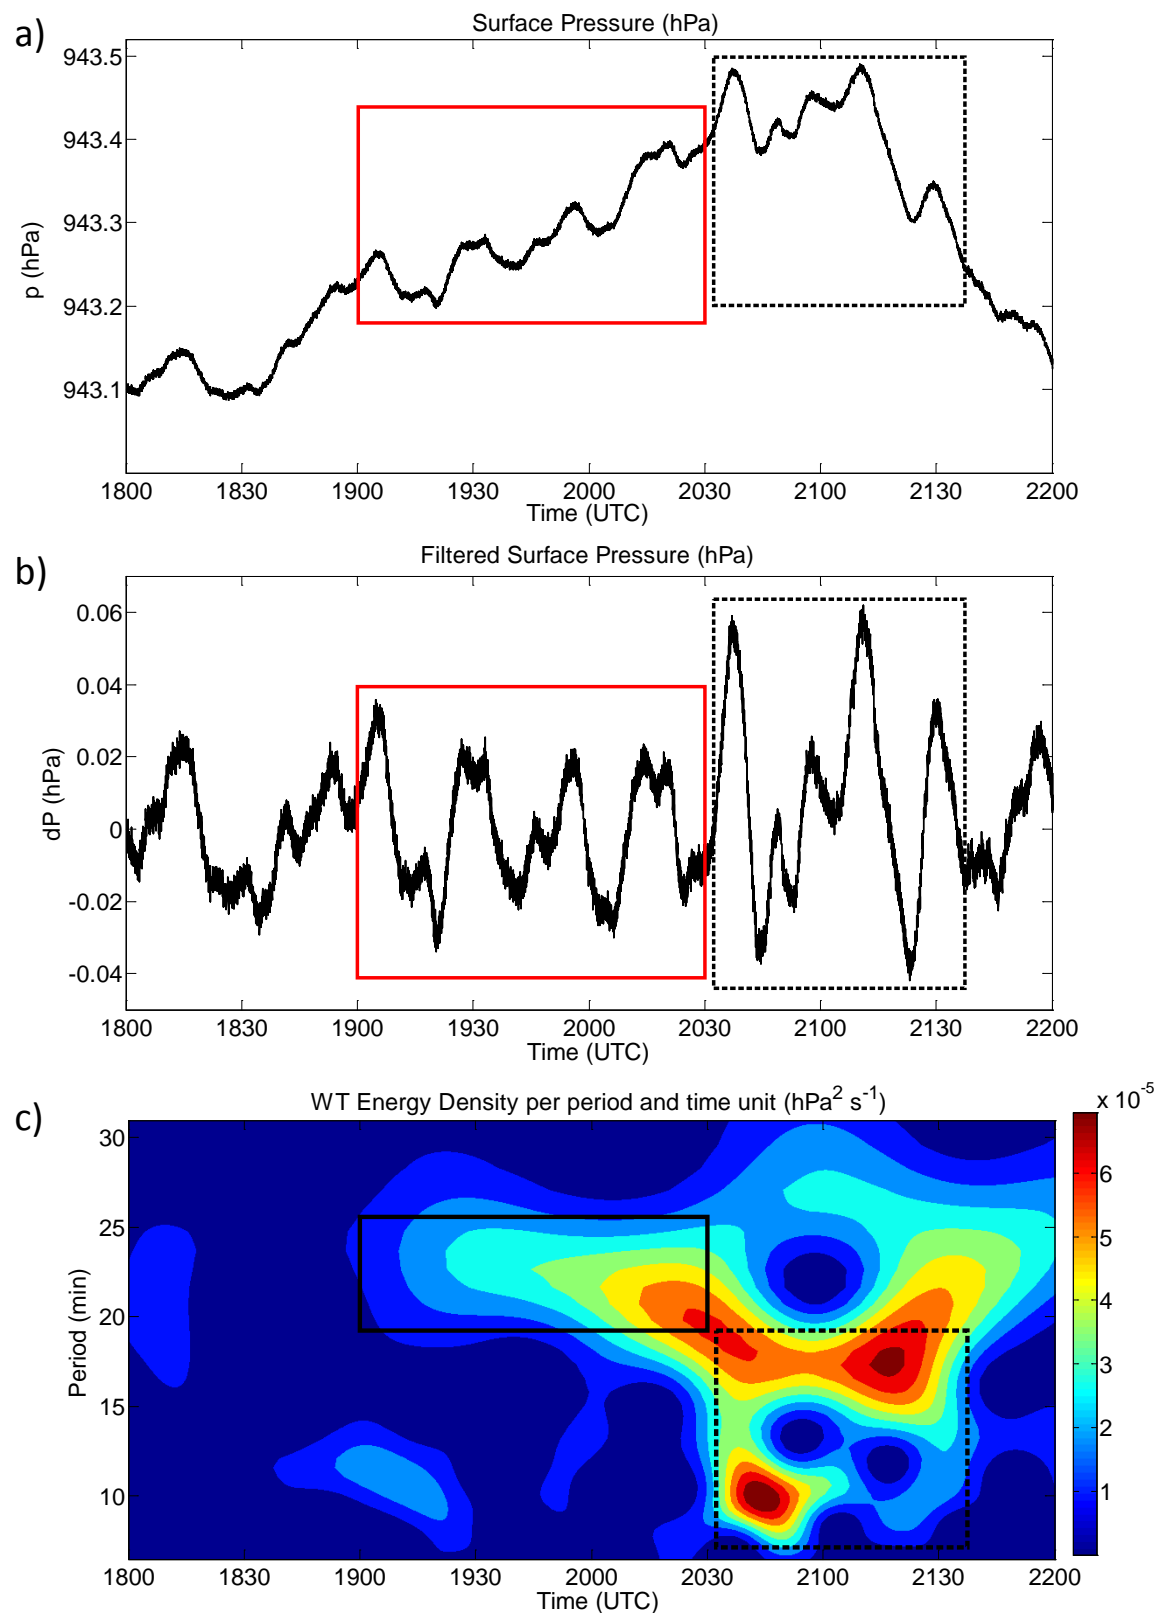 a)
Surface Pressure (hPa)
943.5
943.4
943.3
943.2
943.1
p (hPa)
1800 1830 1900 1930 2000 2030 2100 2130 2200
Time (UTC)
b)
Filtered Surface Pressure (hPa)
0.06
0.04
0.02
0
-0.02
-0.04
dP (hPa)
1800 1830 1900 1930 2000 2030 2100 2130 2200
Time (UTC)
c)
WT Energy Density per period and time unit (hPa² s⁻¹)
x 10⁻⁵
30
25
20
15
10
Period (min)
6
5
4
3
2
1
1800 1830 1900 1930 2000 2030 2100 2130 2200
Time (UTC)